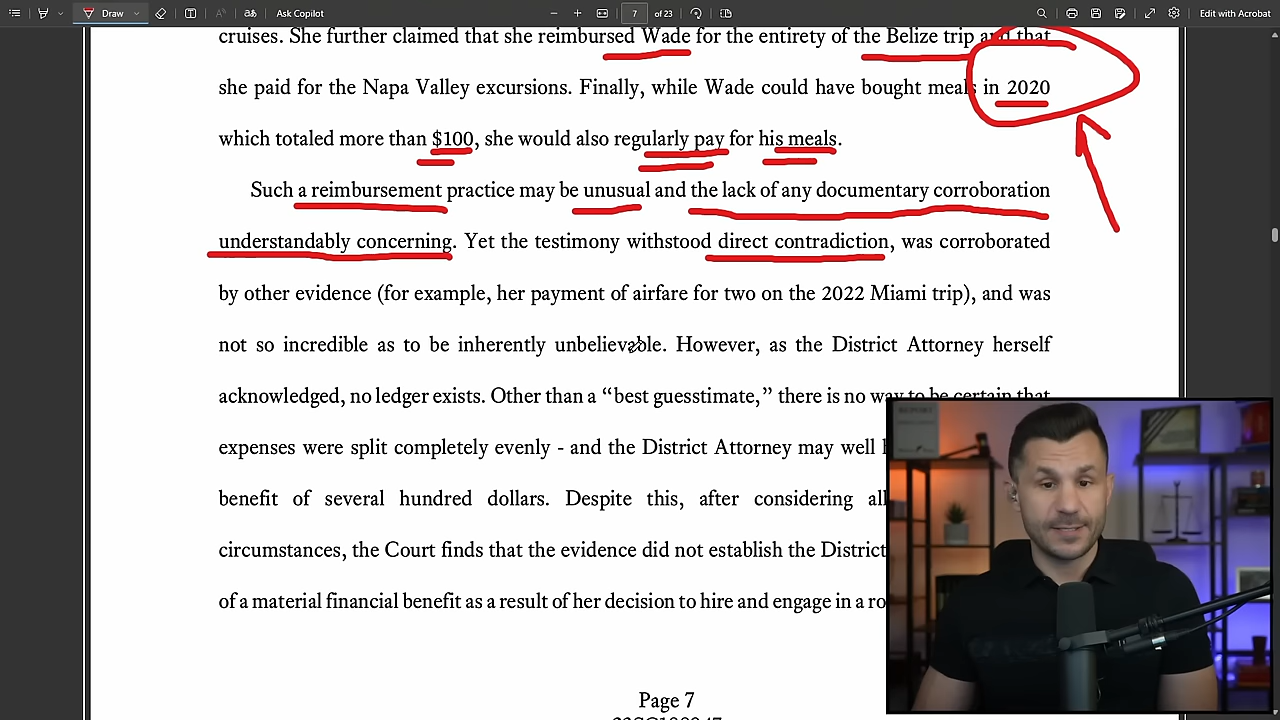 Draw
Ask Copilot
7 of 23
Edit with Acrobat
cruises. She further claimed that she reimbursed Wade for the entirety of the Belize trip and that
she paid for the Napa Valley excursions. Finally, while Wade could have bought meals in 2020
which totaled more than $100, she would also regularly pay for his meals.
Such a reimbursement practice may be unusual and the lack of any documentary corroboration
understandably concerning. Yet the testimony withstood direct contradiction, was corroborated
by other evidence (for example, her payment of airfare for two on the 2022 Miami trip), and was
not so incredible as to be inherently unbelievable. However, as the District Attorney herself
acknowledged, no ledger exists. Other than a “best guesstimate,” there is no way to be certain that
expenses were split completely evenly - and the District Attorney may well
benefit of several hundred dollars. Despite this, after considering all
circumstances, the Court finds that the evidence did not establish the District
of a material financial benefit as a result of her decision to hire and engage in a
Page 7